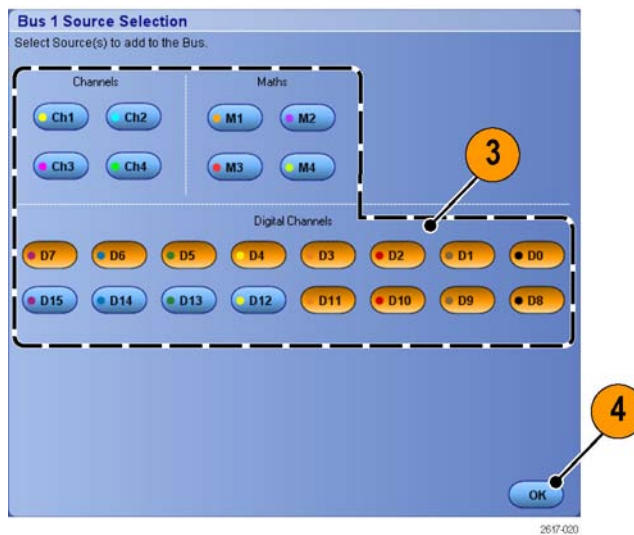 Bus 1 Source Selection
Select Source(s) to add to the Bus.
Channels Maths
Ch1 Ch2 M1 M2
Ch3 Ch4 M3 M4
3
Digital Channels
D7 D6 D5 D4 D3 D2 D1 D0
D15 D14 D13 D12 D11 D10 D9 D8
4
OK
2617-020